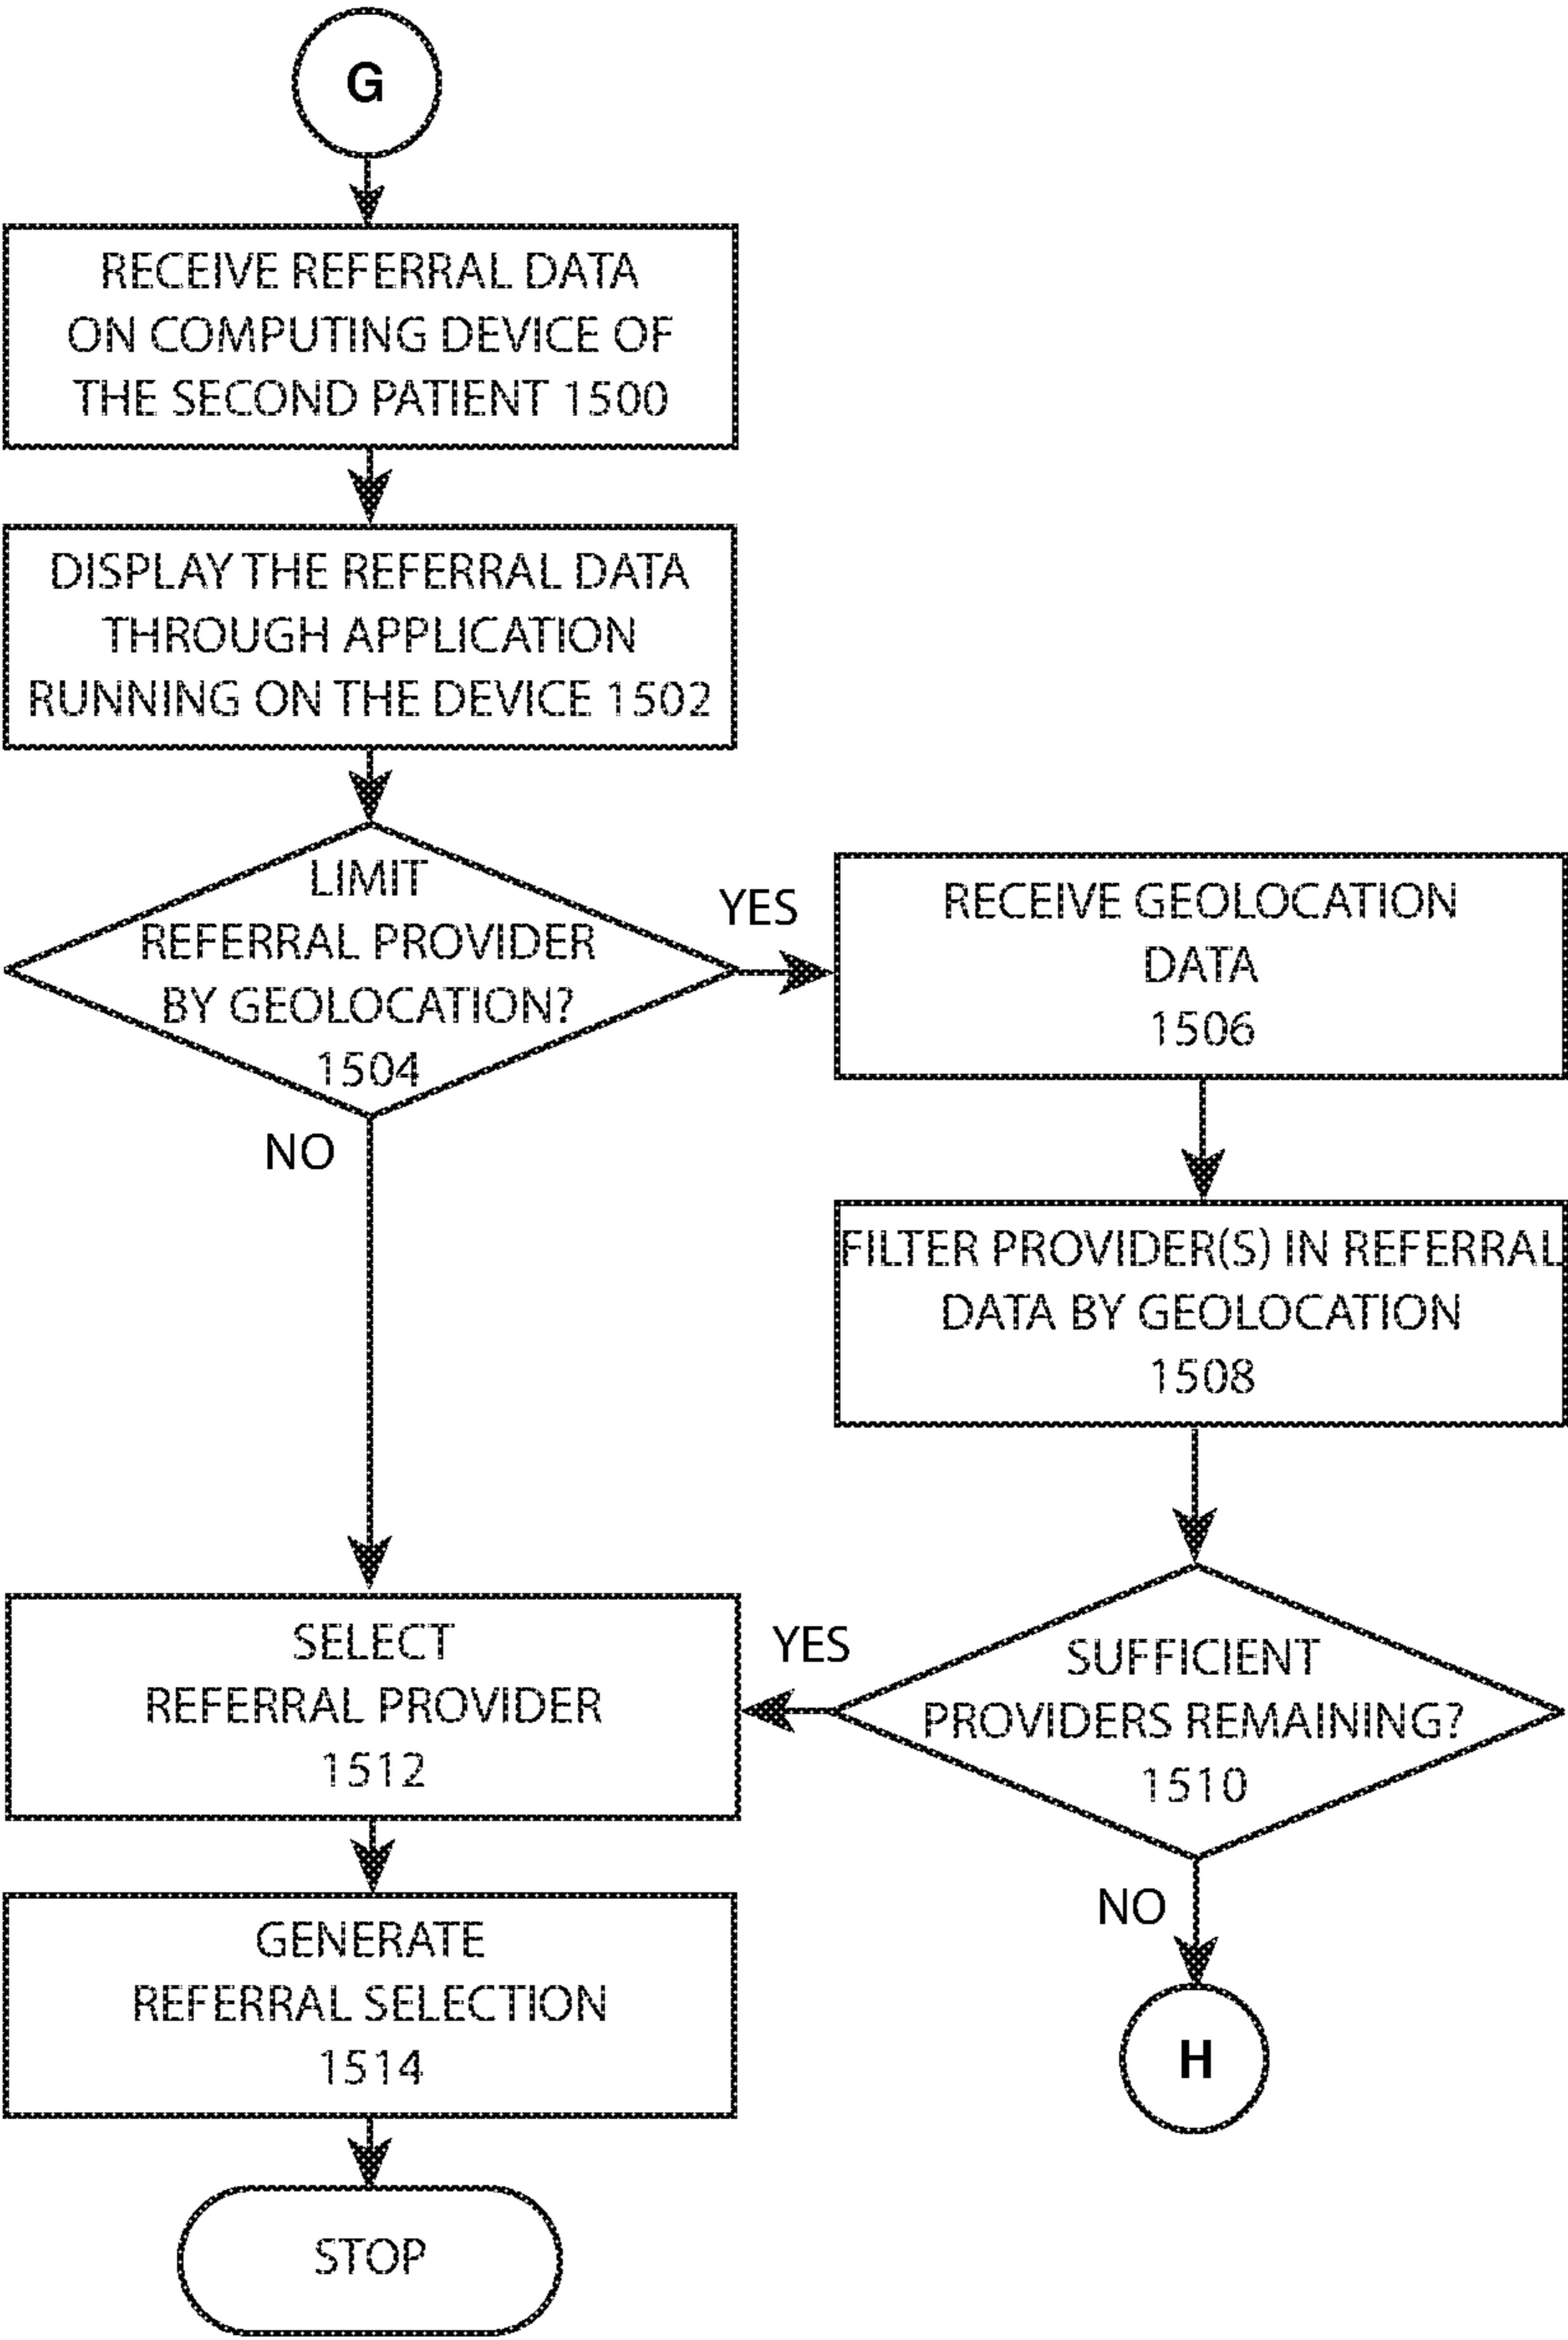 G
RECEIVE REFERRAL DATA
ON COMPUTING DEVICE OF
THE SECOND PATIENT 1500
DISPLAY THE REFERRAL DATA
THROUGH APPLICATION
RUNNING ON THE DEVICE 1502
LIMIT
REFERRAL PROVIDER
BY GEOLOCATION?
1504
YES
NO
RECEIVE GEOLOCATION
DATA
1506
FILTER PROVIDER(S) IN REFERRAL
DATA BY GEOLOCATION
1508
SUFFICIENT
PROVIDERS REMAINING?
1510
YES
NO
H
SELECT
REFERRAL PROVIDER
1512
GENERATE
REFERRAL SELECTION
1514
STOP